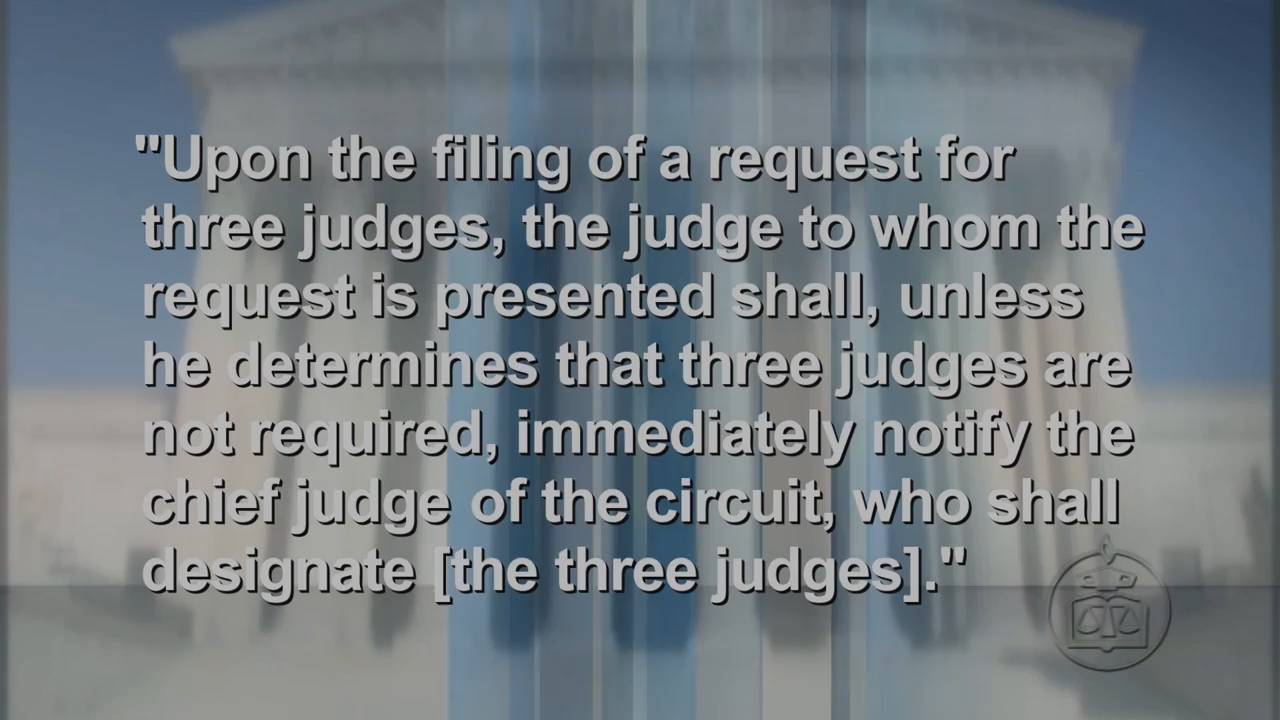 "Upon the filing of a request for
three judges, the judge to whom the
request is presented shall, unless
he determines that three judges are
not required, immediately notify the
chief judge of the circuit, who shall
designate [the three judges]."